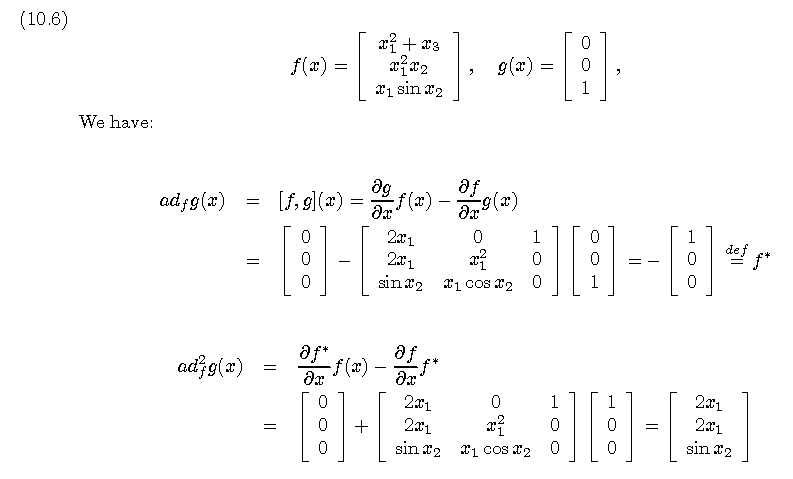 (10.6)
f(x) = [ x_1^2 + x_3 ; x_1^2 x_2 ; x_1 sin x_2 ] , g(x) = [ 0 ; 0 ; 1 ] ,
We have:
ad_f g(x) = [f, g](x) = ∂g/∂x f(x) − ∂f/∂x g(x)
= [ 0 ; 0 ; 0 ] − [ 2x_1 0 1 ; 2x_1 x_1^2 0 ; sin x_2 x_1 cos x_2 0 ] [ 0 ; 0 ; 1 ] = − [ 1 ; 0 ; 0 ] def= f*
ad_f^2 g(x) = ∂f*/∂x f(x) − ∂f/∂x f*
= [ 0 ; 0 ; 0 ] + [ 2x_1 0 1 ; 2x_1 x_1^2 0 ; sin x_2 x_1 cos x_2 0 ] [ 1 ; 0 ; 0 ] = [ 2x_1 ; 2x_1 ; sin x_2 ]